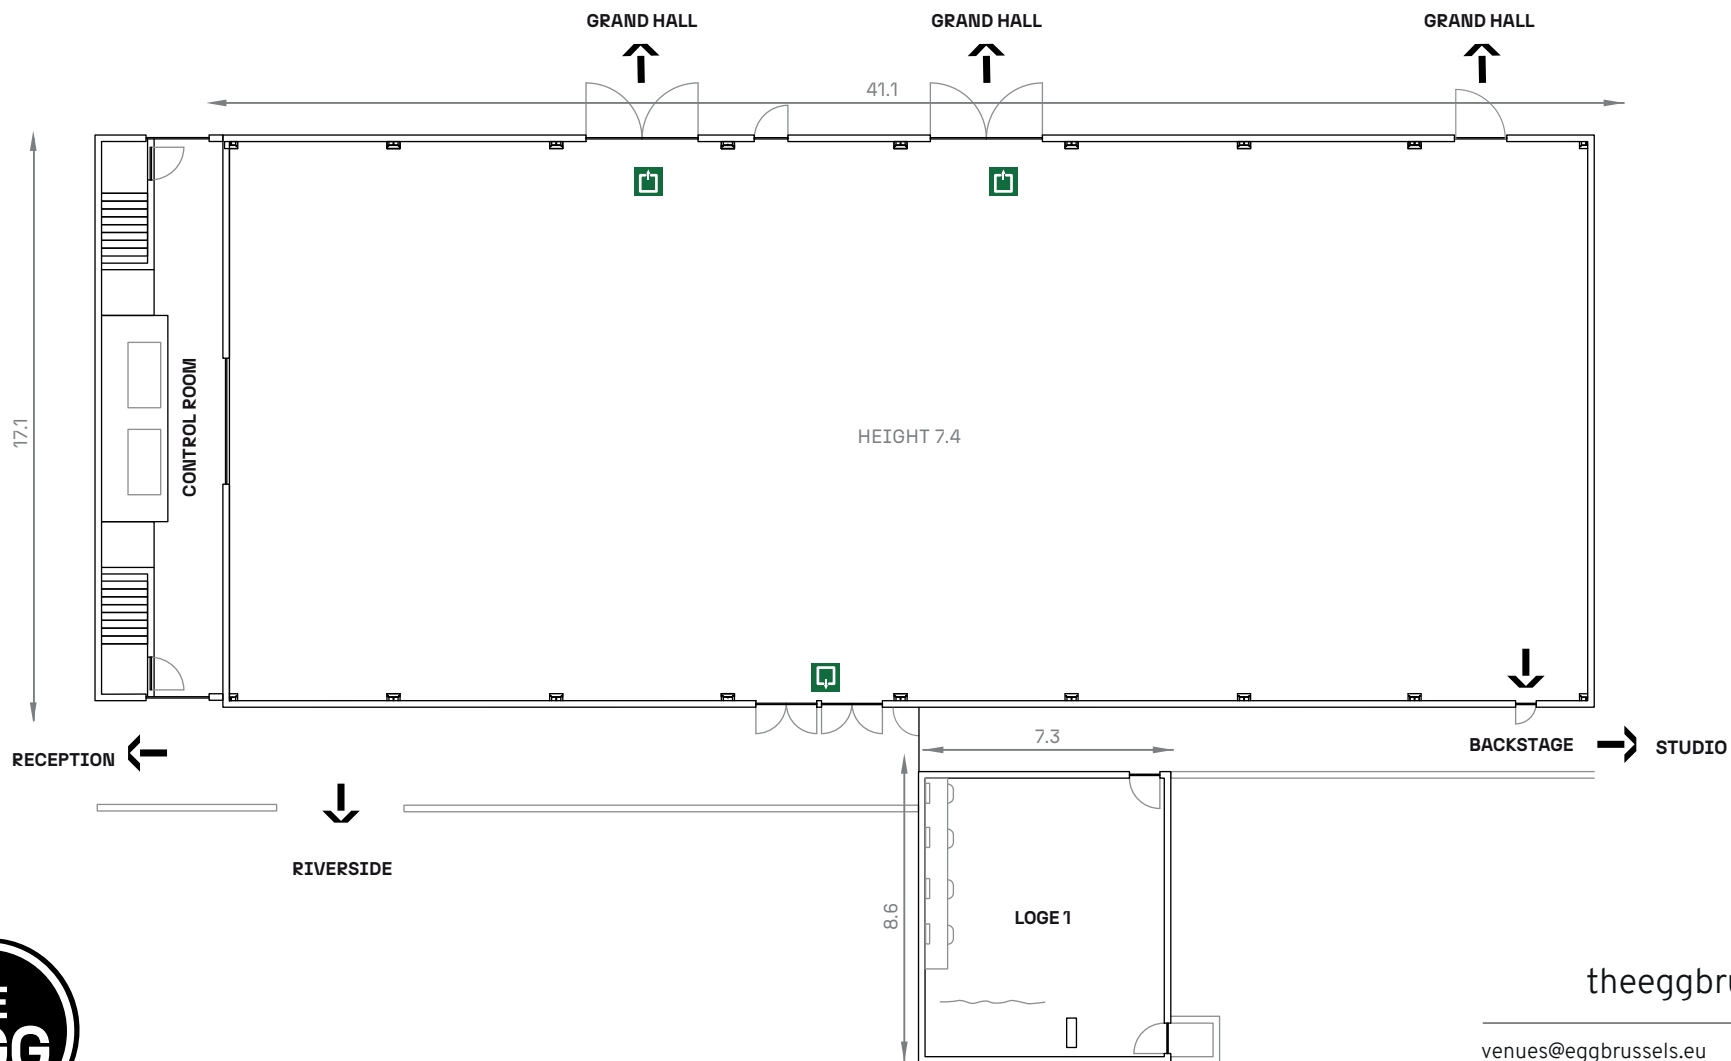 GRAND HALL
GRAND HALL
GRAND HALL
41.1
17.1
CONTROL ROOM
HEIGHT 7.4
RECEPTION
7.3
BACKSTAGE
STUDIO
RIVERSIDE
8.6
LOGE 1
theeggbru
venues@eggbrussels.eu